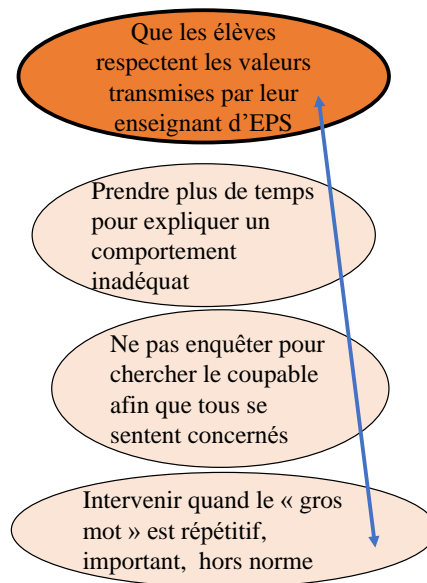 Que les élèves
respectent les valeurs
transmises par leur
enseignant d’EPS
Prendre plus de temps
pour expliquer un
comportement
inadéquat
Ne pas enquêter pour
chercher le coupable
afin que tous se
sentent concernés
Intervenir quand le « gros
mot » est répétitif,
important, hors norme